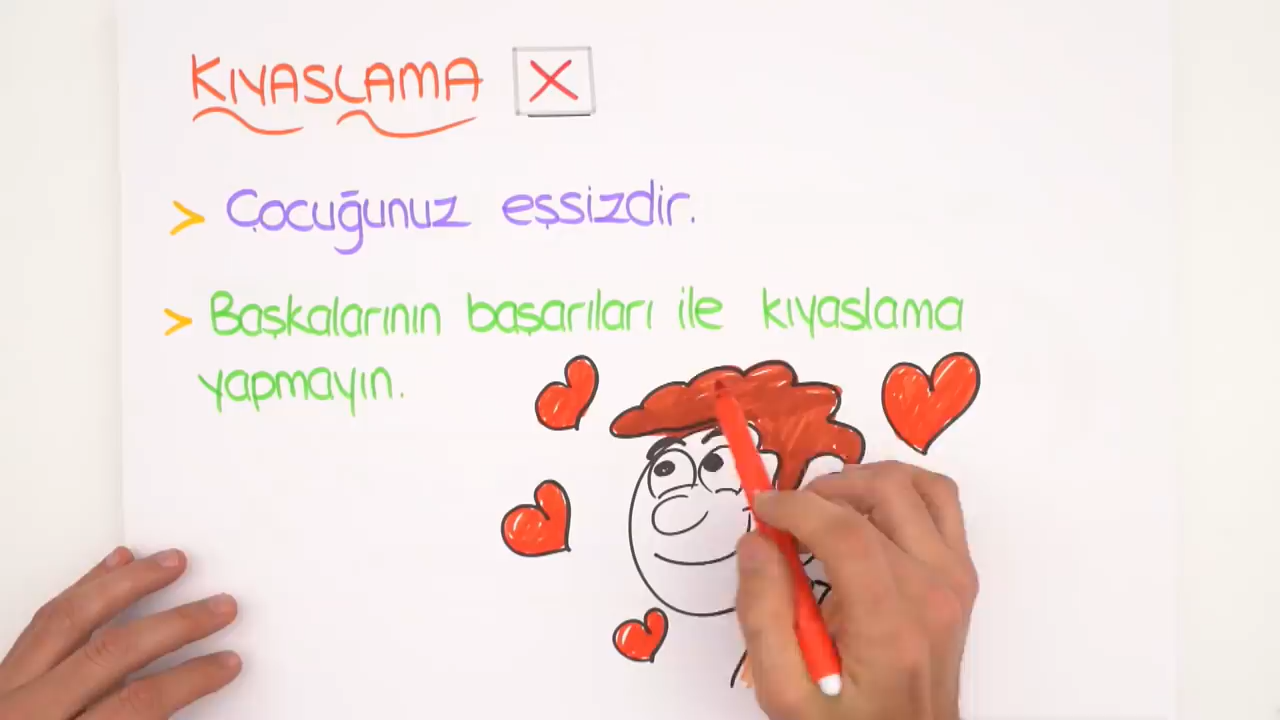 KIYASLAMA X
> Çocuğunuz eşsizdir.
> Başkalarının başarıları ile kıyaslama
yapmayın.